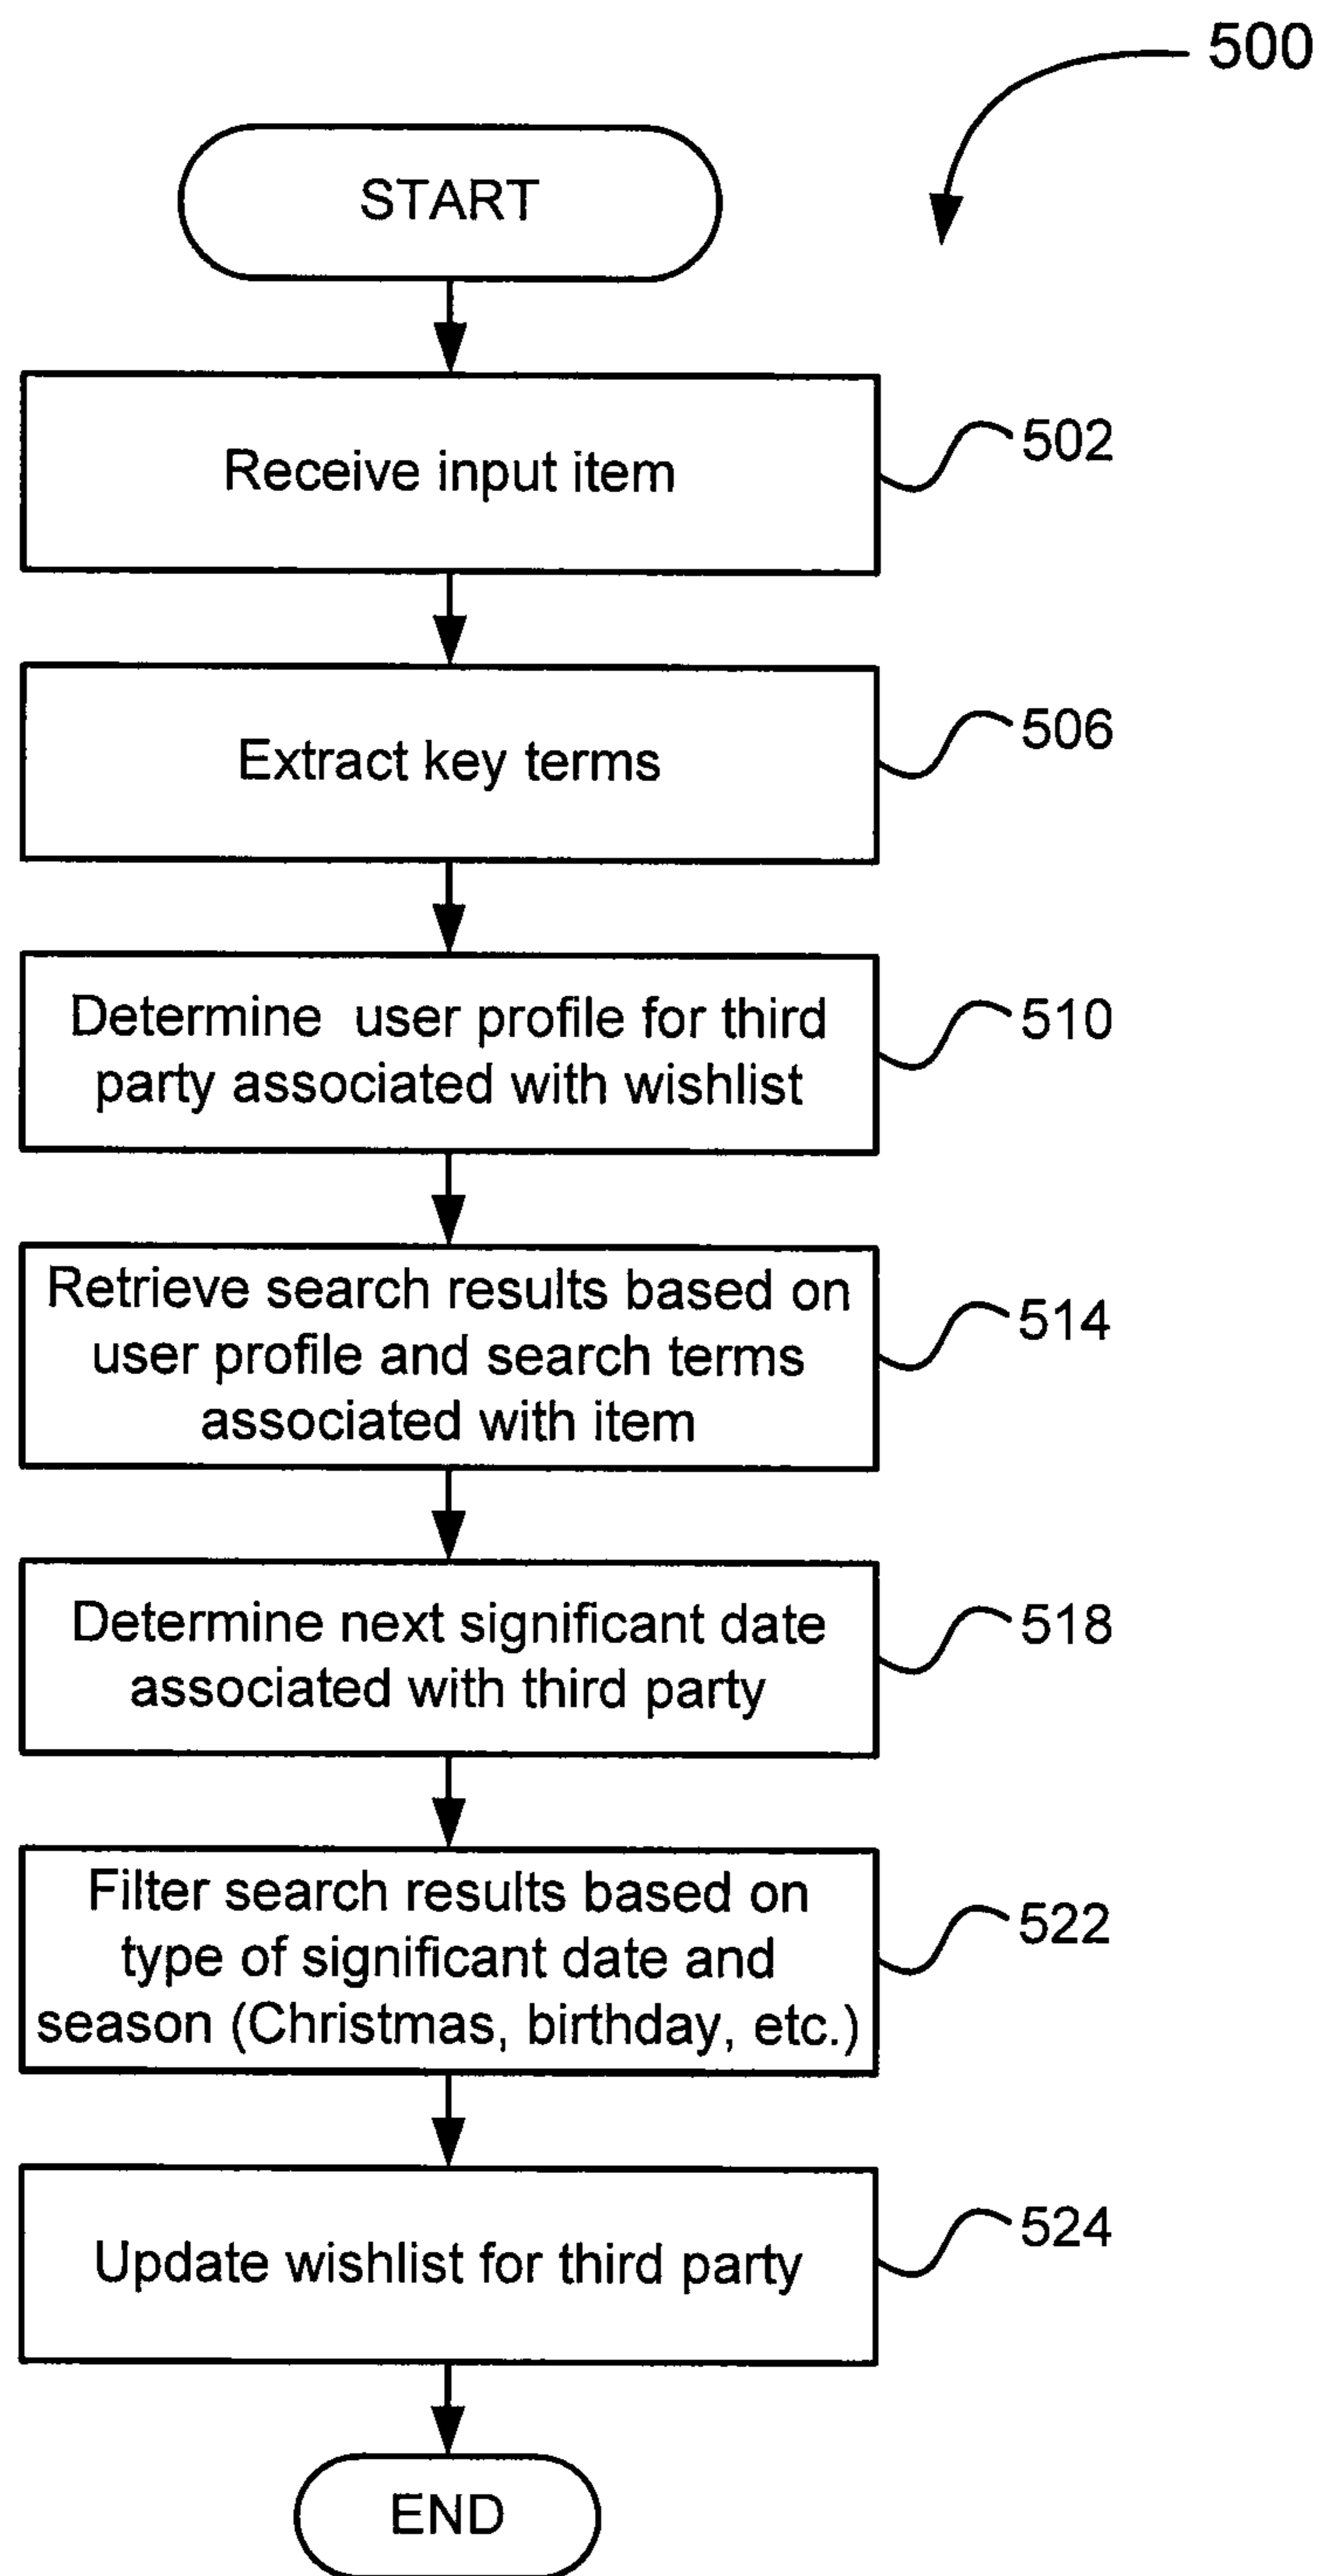 500
START
Receive input item
502
Extract key terms
506
Determine user profile for third
party associated with wishlist
510
Retrieve search results based on
user profile and search terms
associated with item
514
Determine next significant date
associated with third party
518
Filter search results based on
type of significant date and
season (Christmas, birthday, etc.)
522
Update wishlist for third party
524
END